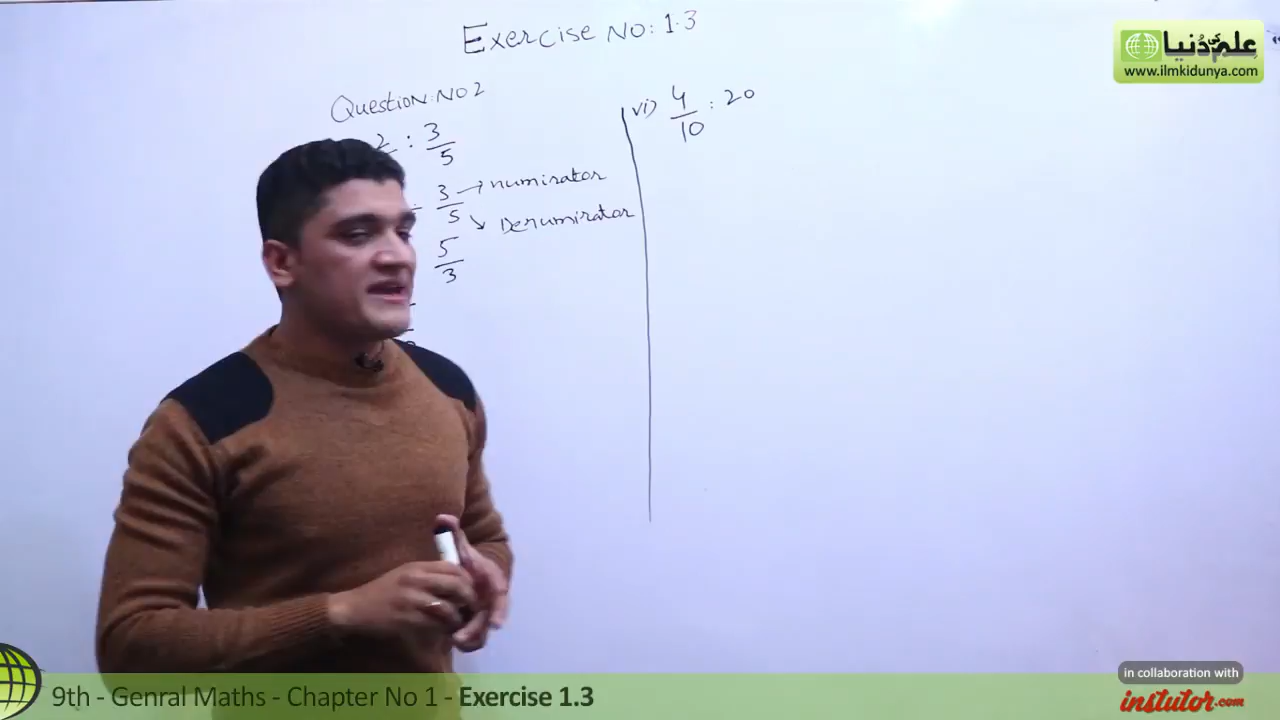 Exercise NO: 1.3
علم کی دُنیا
www.ilmkidunya.com
Question: NO 2
2 : 3/5
÷ 3/5 → numirator
↘ Denumirator
5/3
vi) 4/10 : 20
9th - Genral Maths - Chapter No 1 - Exercise 1.3
in collaboration with
instutor.com